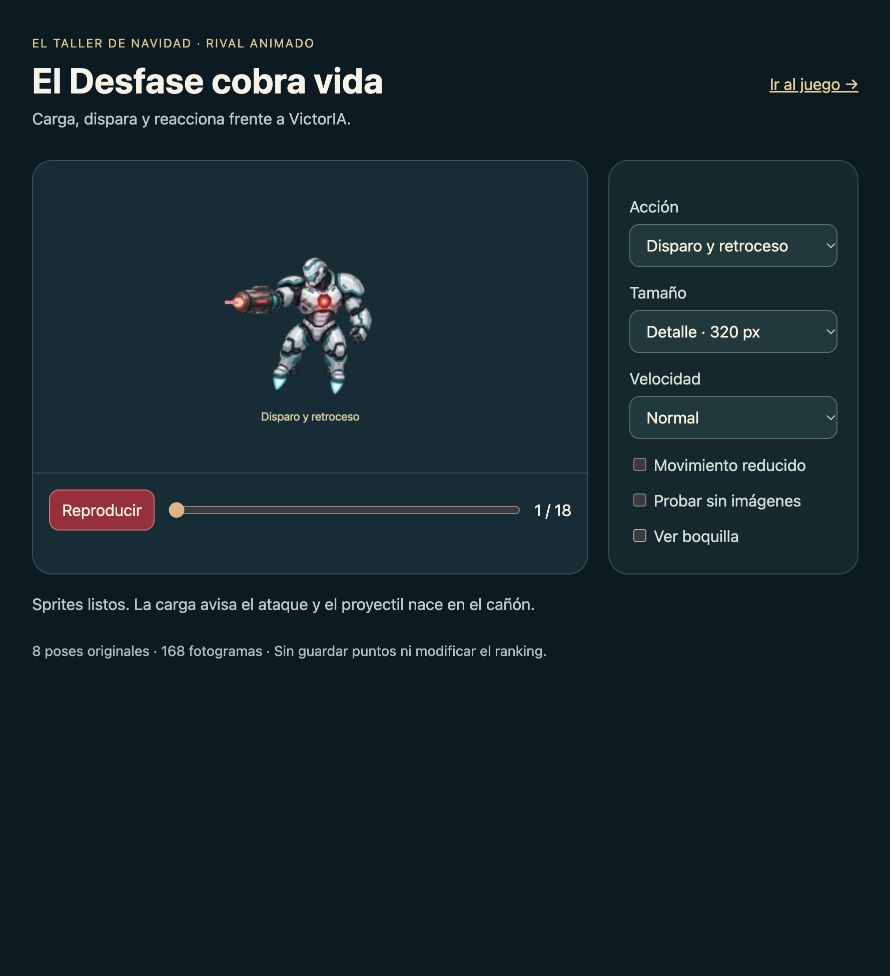 EL TALLER DE NAVIDAD · RIVAL ANIMADO
El Desfase cobra vida
Ir al juego →
Carga, dispara y reacciona frente a VictorIA.
Disparo y retroceso
Reproducir
1 / 18
Acción
Disparo y retroceso
Tamaño
Detalle · 320 px
Velocidad
Normal
Movimiento reducido
Probar sin imágenes
Ver boquilla
Sprites listos. La carga avisa el ataque y el proyectil nace en el cañón.
8 poses originales · 168 fotogramas · Sin guardar puntos ni modificar el ranking.